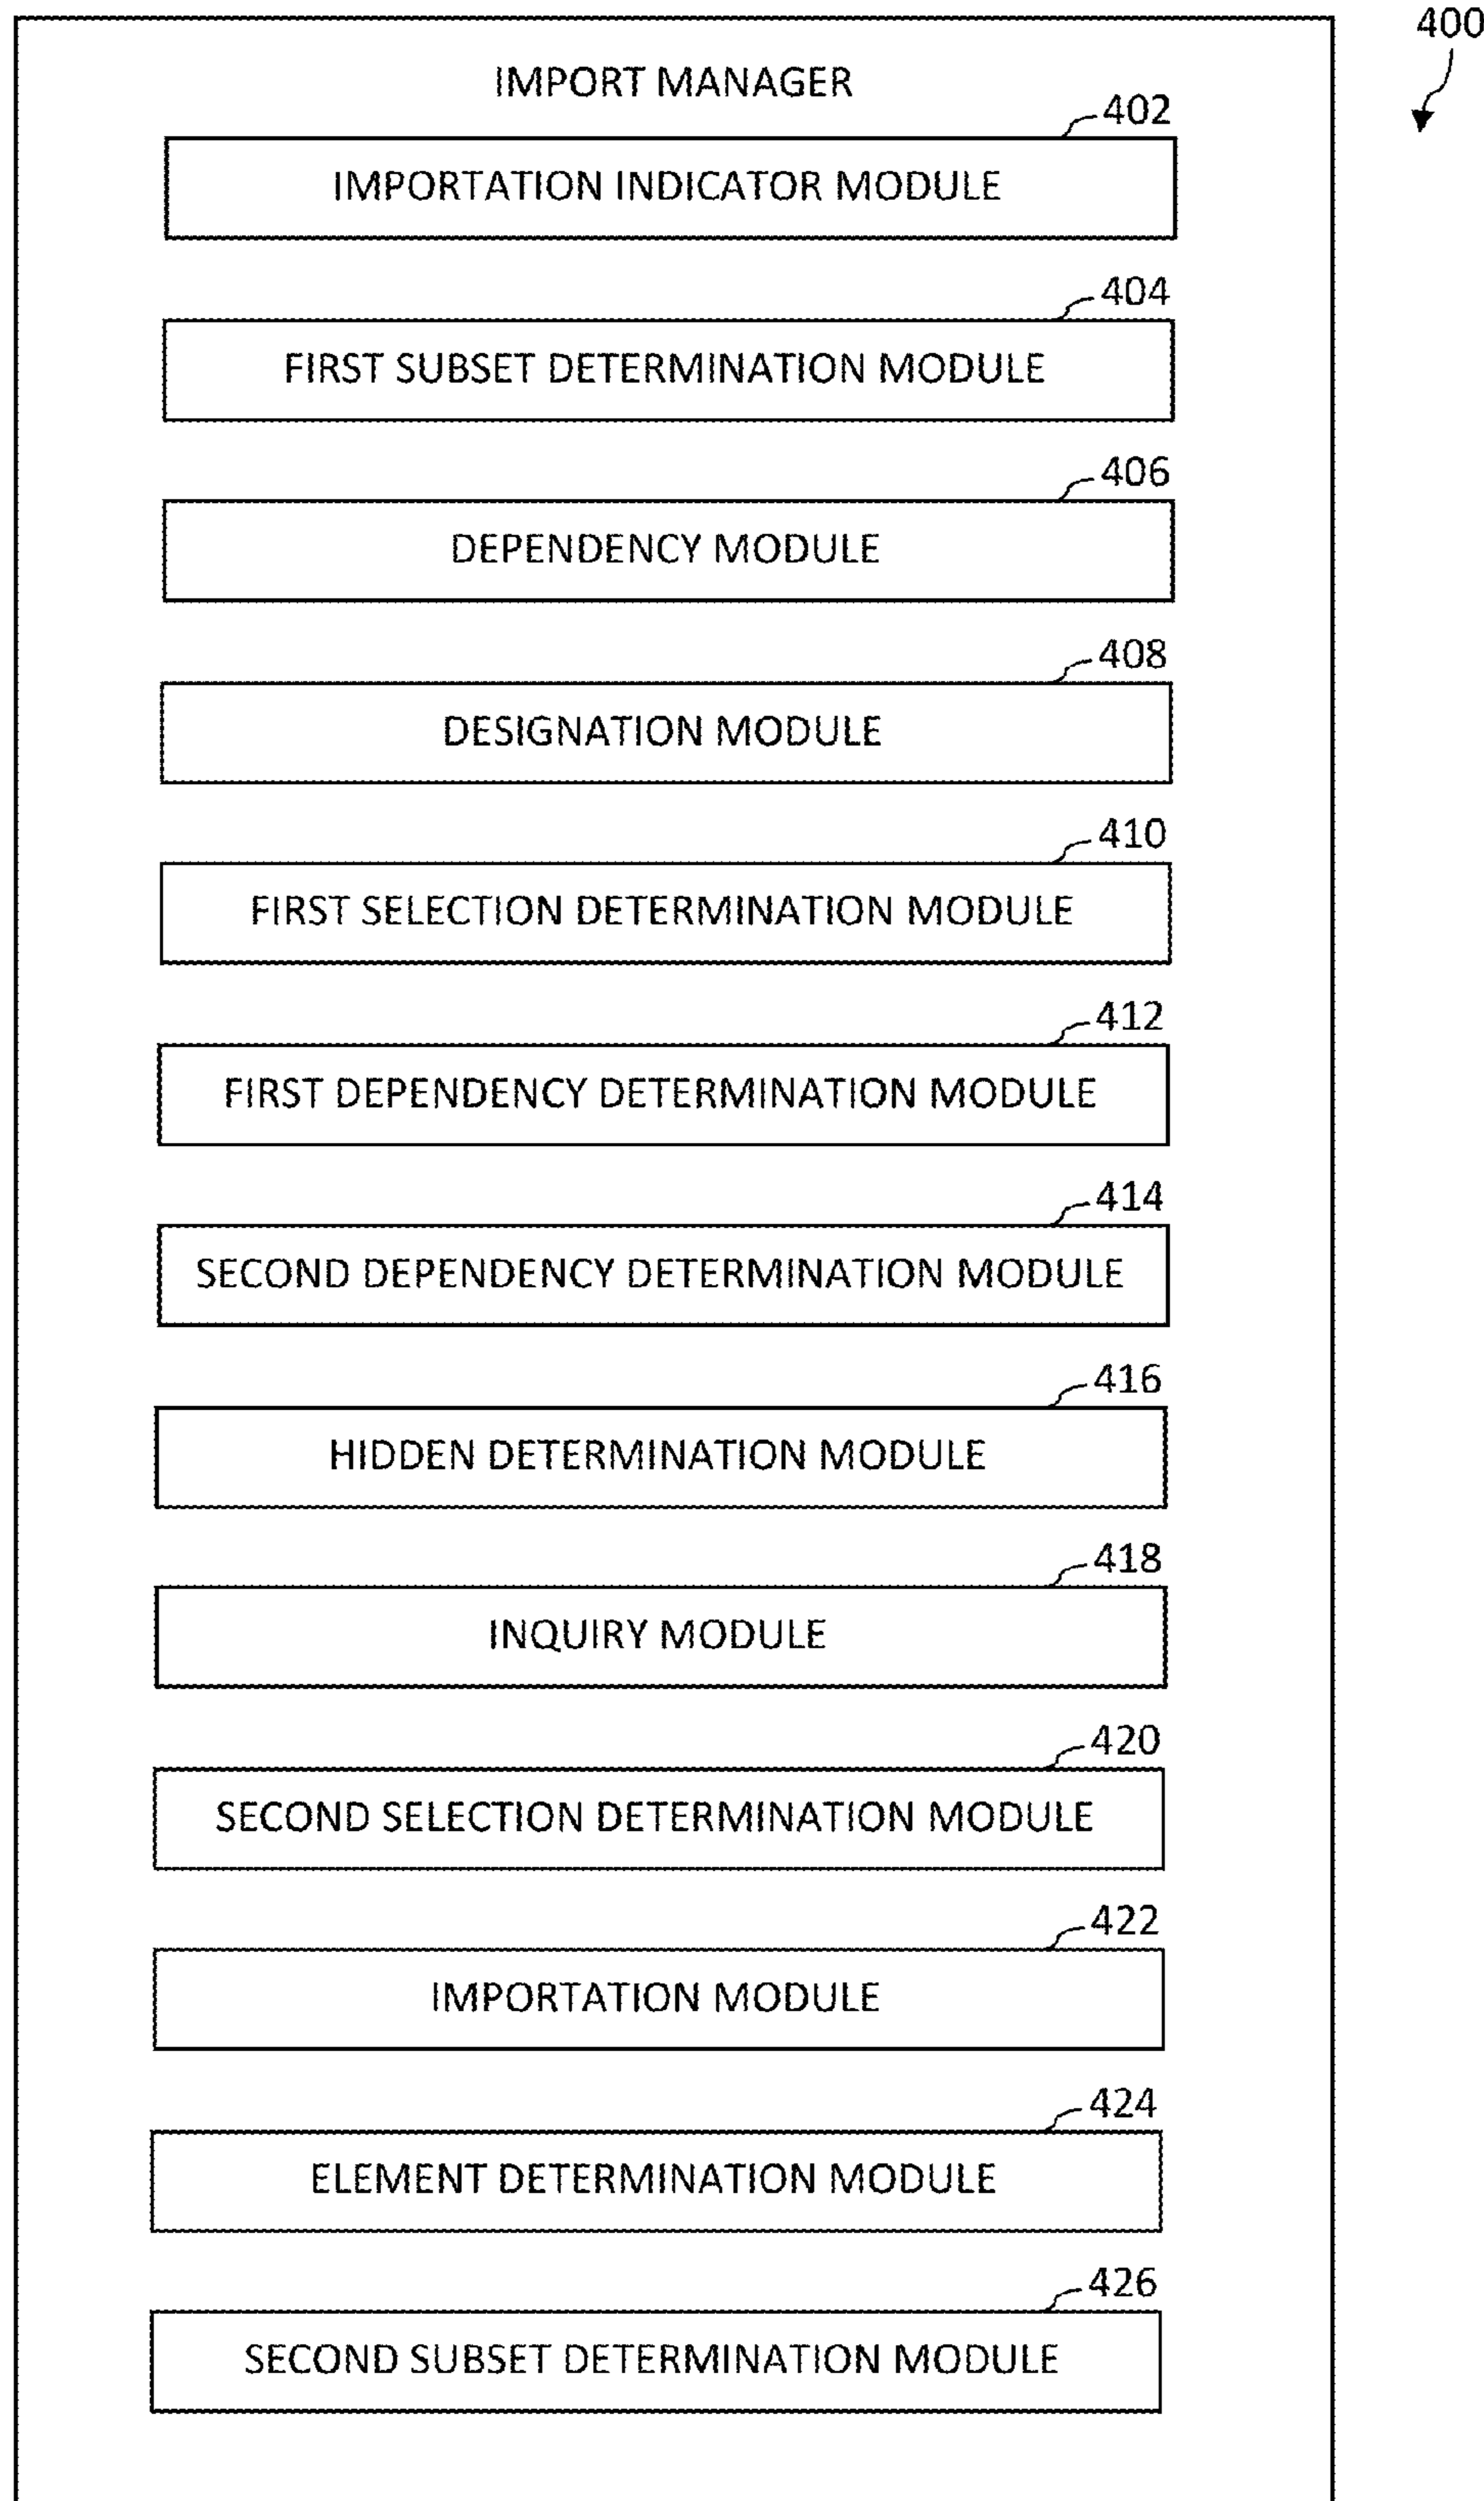 400
IMPORT MANAGER
402
IMPORTATION INDICATOR MODULE
404
FIRST SUBSET DETERMINATION MODULE
406
DEPENDENCY MODULE
408
DESIGNATION MODULE
410
FIRST SELECTION DETERMINATION MODULE
412
FIRST DEPENDENCY DETERMINATION MODULE
414
SECOND DEPENDENCY DETERMINATION MODULE
416
HIDDEN DETERMINATION MODULE
418
INQUIRY MODULE
420
SECOND SELECTION DETERMINATION MODULE
422
IMPORTATION MODULE
424
ELEMENT DETERMINATION MODULE
426
SECOND SUBSET DETERMINATION MODULE